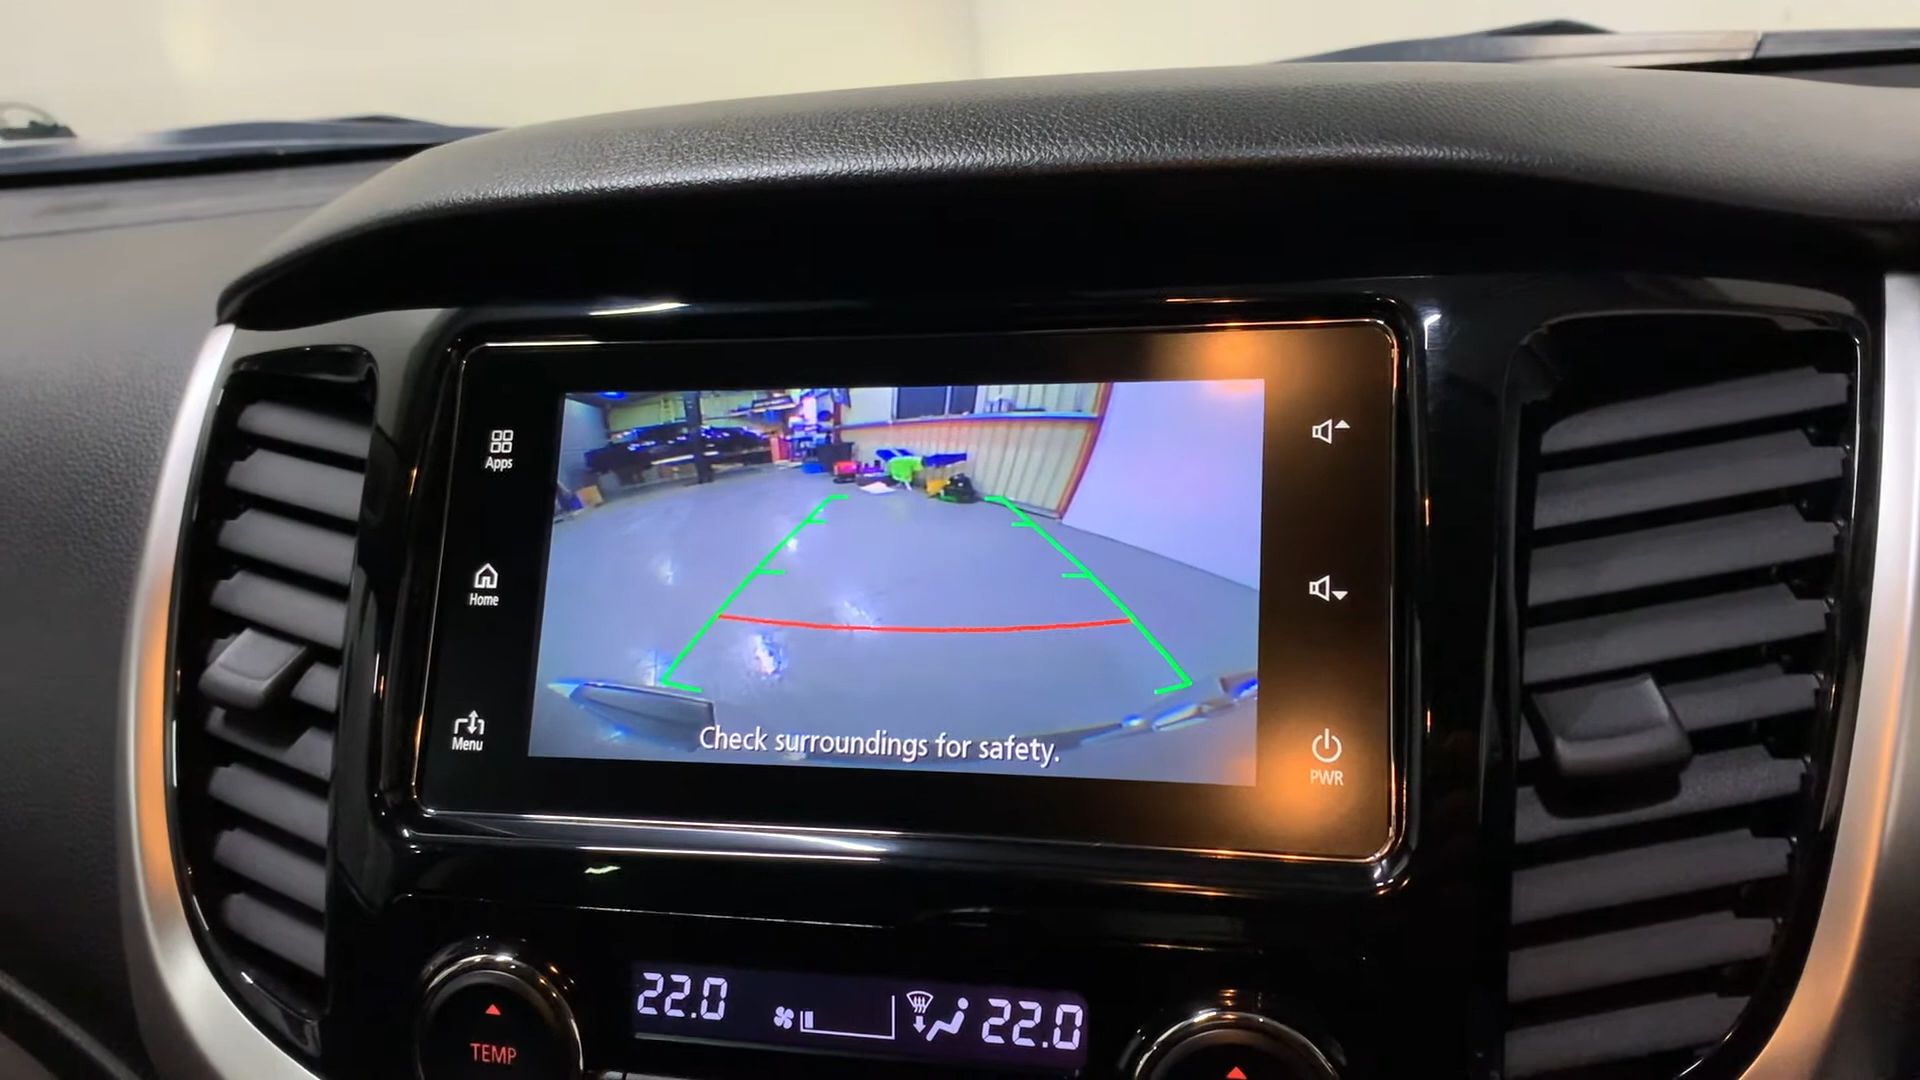 Apps
Home
Menu
PWR
Check surroundings for safety.
22.0 22.0
TEMP